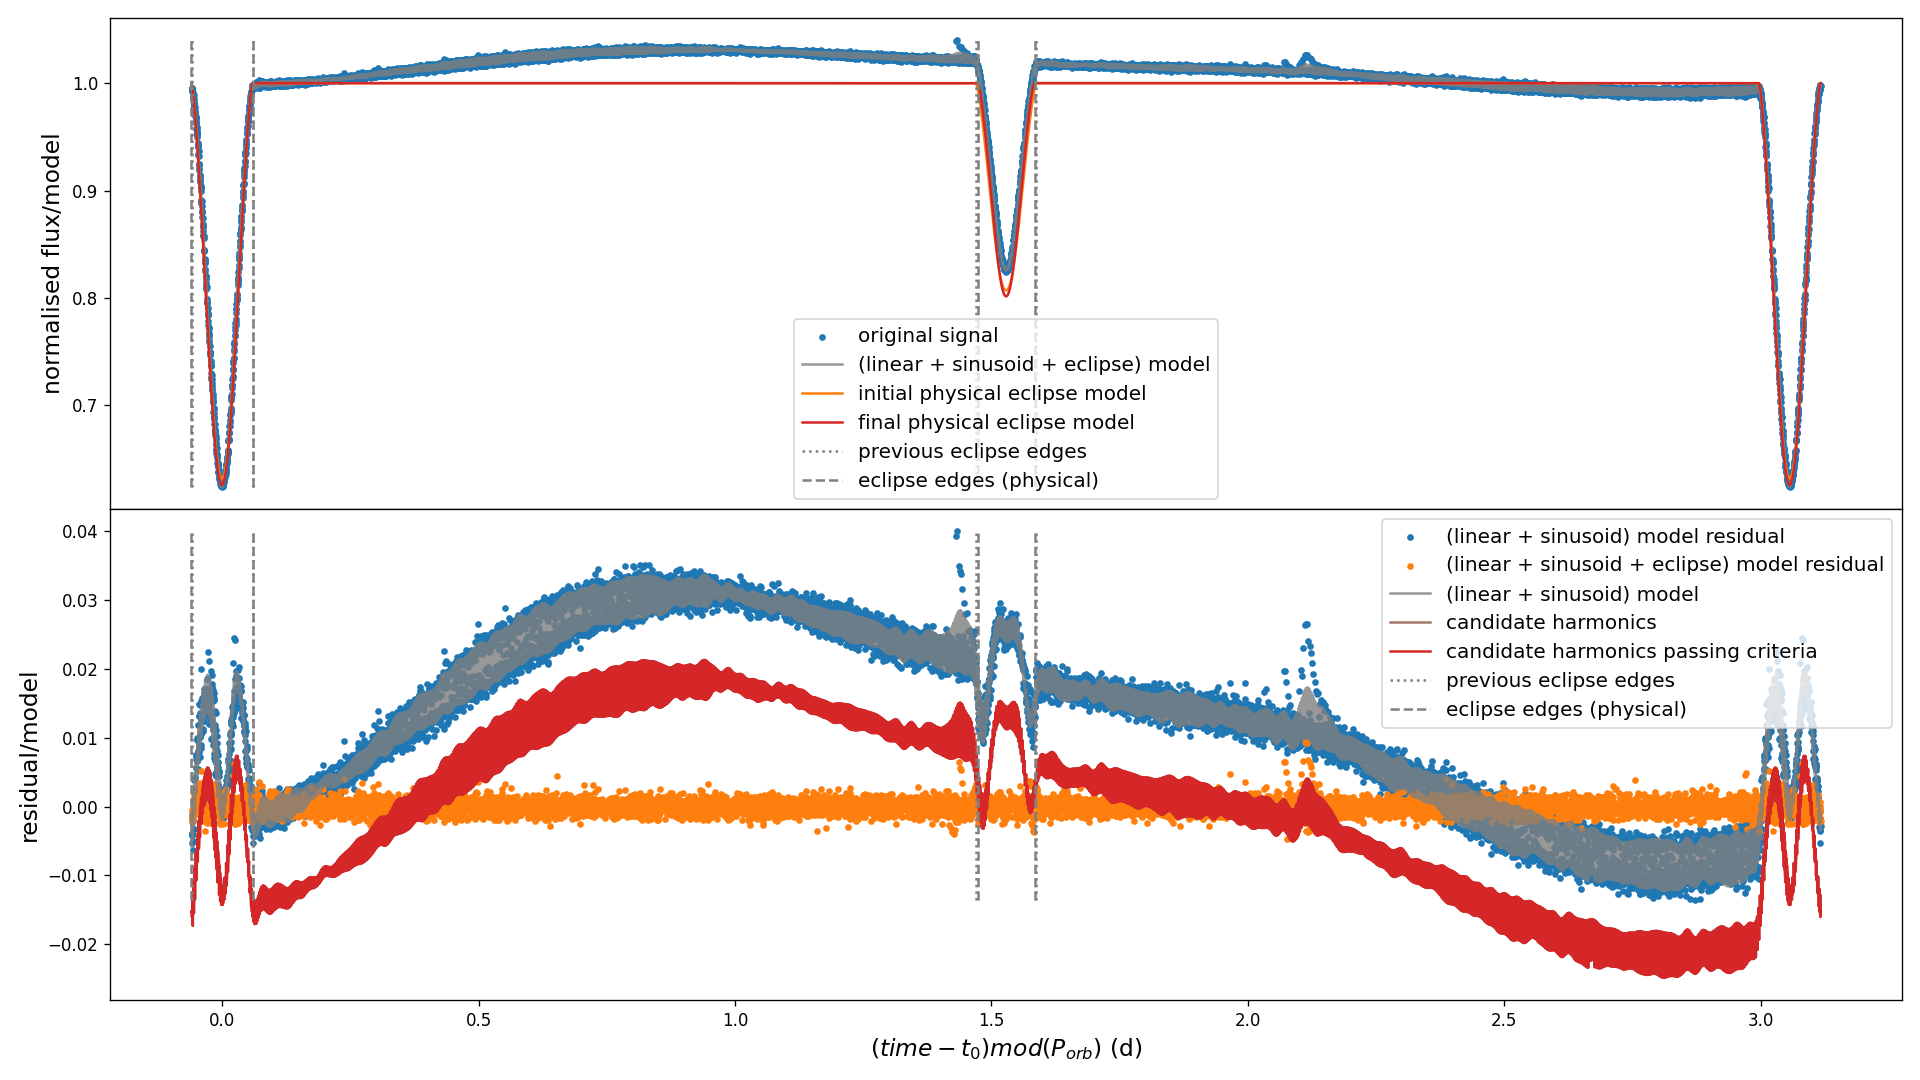 normalised flux/model
1.0
0.9
0.8
0.7
original signal
(linear + sinusoid + eclipse) model
initial physical eclipse model
final physical eclipse model
previous eclipse edges
eclipse edges (physical)
residual/model
0.04
0.03
0.02
0.01
0.00
−0.01
−0.02
(linear + sinusoid) model residual
(linear + sinusoid + eclipse) model residual
(linear + sinusoid) model
candidate harmonics
candidate harmonics passing criteria
previous eclipse edges
eclipse edges (physical)
0.0 0.5 1.0 1.5 2.0 2.5 3.0
(time − t₀)mod(Pₒᵣb) (d)